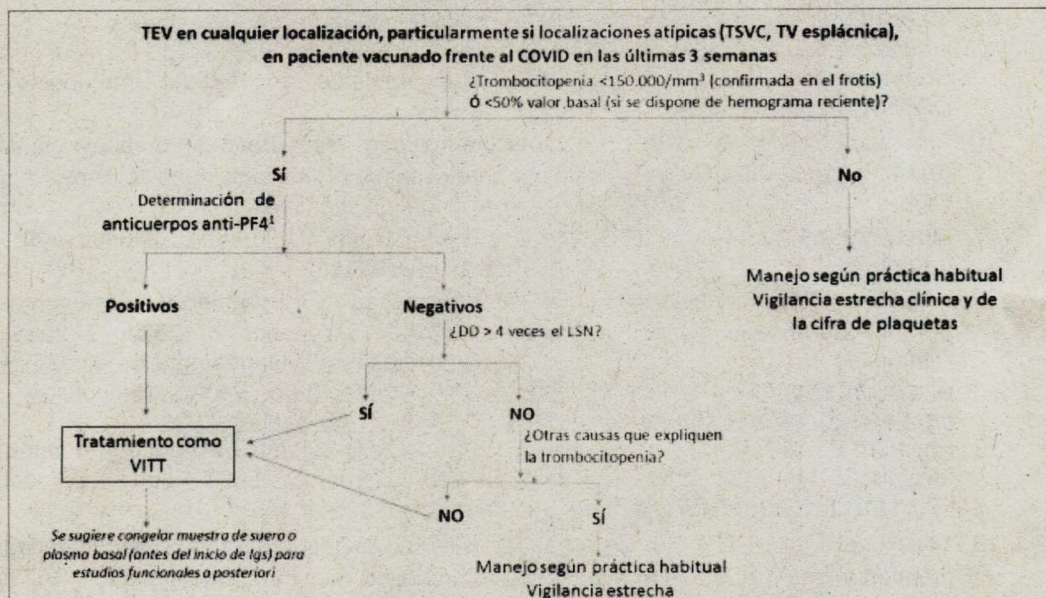 TEV en cualquier localización, particularmente si localizaciones atípicas (TSVC, TV esplácnica),
en paciente vacunado frente al COVID en las últimas 3 semanas
¿Trombocitopenia <150.000/mm³ (confirmada en el frotis)
Ó <50% valor basal (si se dispone de hemograma reciente)?
Sí
No
Determinación de
anticuerpos anti-PF4¹
Positivos
Negativos
Manejo según práctica habitual
Vigilancia estrecha clínica y de
la cifra de plaquetas
¿DD > 4 veces el LSN?
SÍ
NO
¿Otras causas que expliquen
la trombocitopenia?
Tratamiento como
VITT
NO
SÍ
Se sugiere congelar muestra de suero o
plasma basal (antes del inicio de Igs) para
estudios funcionales a posteriori
Manejo según práctica habitual
Vigilancia estrecha